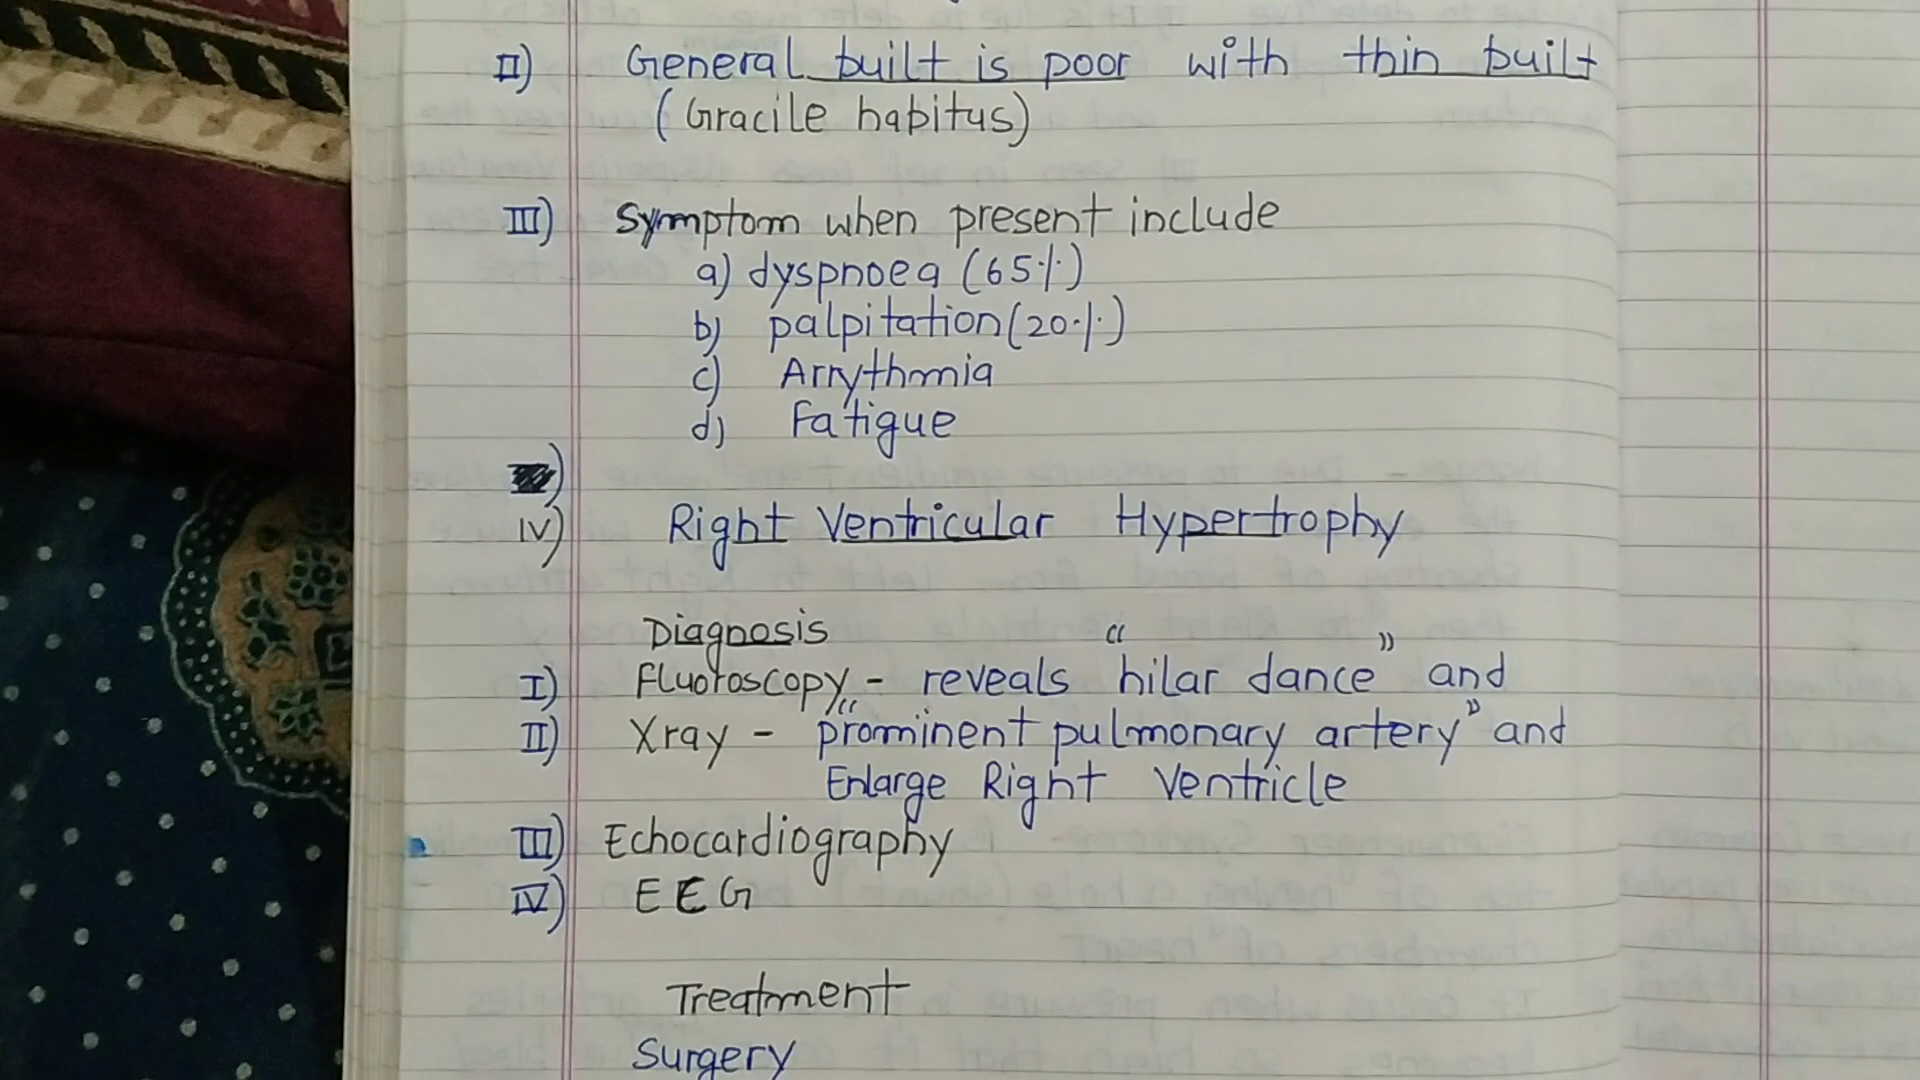 II) General built is poor with thin built
(Gracile habitus)
III) Symptom when present include
a) dyspnoea (65%)
b) palpitation (20%)
c) Arrythmia
d) Fatigue
IV) Right Ventricular Hypertrophy
Diagnosis
I) Fluoroscopy - reveals "hilar dance" and
II) Xray - "prominent pulmonary artery" and
Enlarge Right Ventricle
III) Echocardiography
IV) EEG
Treatment
Surgery